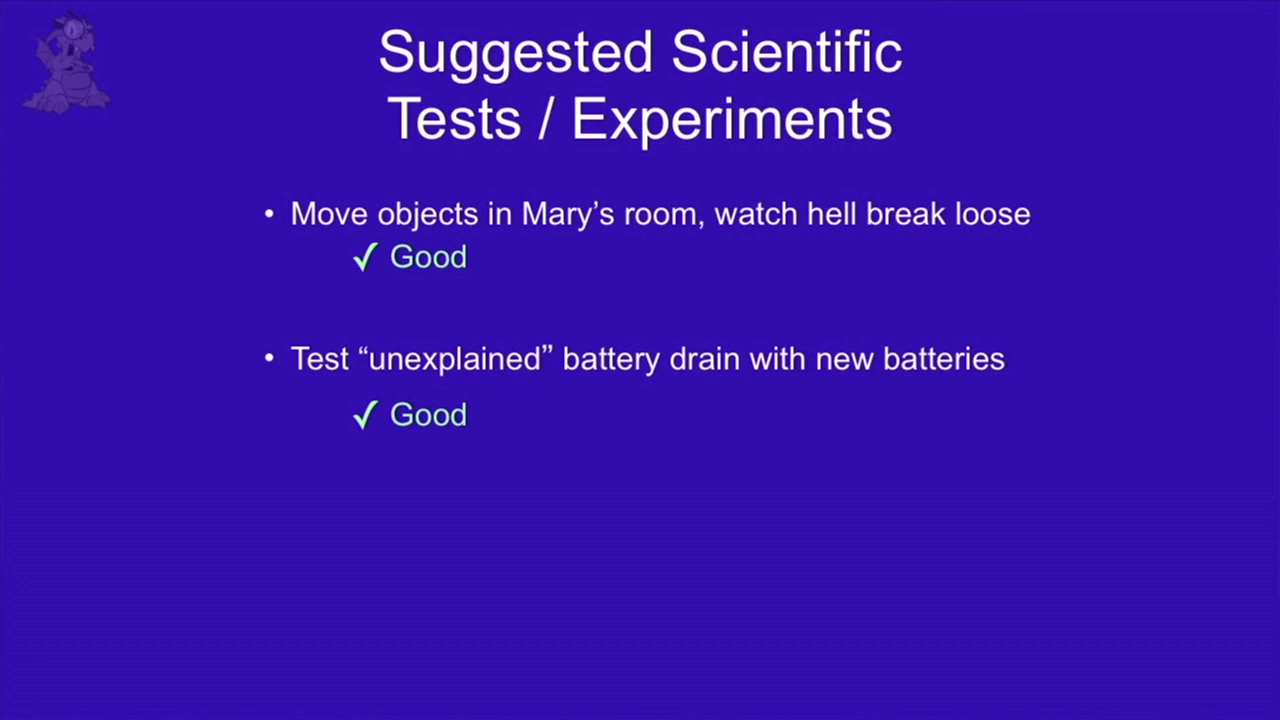 Suggested Scientific
Tests / Experiments
• Move objects in Mary’s room, watch hell break loose
✓ Good
• Test “unexplained” battery drain with new batteries
✓ Good